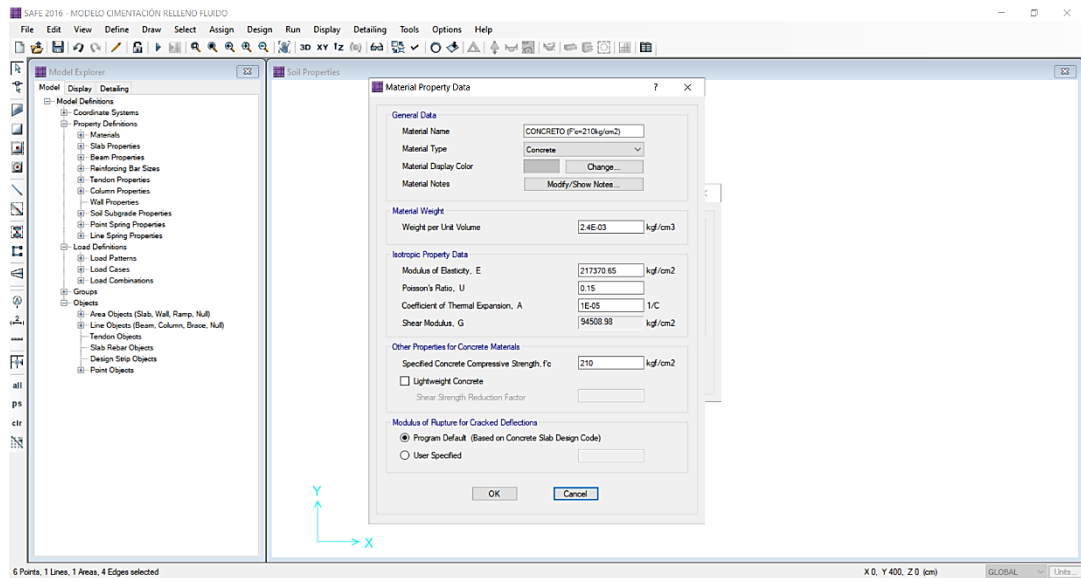 SAFE 2016 - MODELO CIMENTACIÓN RELLENO FLUIDO
File Edit View Define Draw Select Assign Design Run Display Detailing Tools Options Help
3D XY
Model Explorer
Model Display Detailing
Model Definitions
Coordinate Systems
Property Definitions
Materials
Slab Properties
Beam Properties
Reinforcing Bar Sizes
Tendon Properties
Column Properties
Wall Properties
Soil Subgrade Properties
Point Spring Properties
Line Spring Properties
Load Definitions
Load Patterns
Load Cases
Load Combinations
Groups
Objects
Area Objects (Slab, Wall, Ramp, Null)
Line Objects (Beam, Column, Brace, Null)
Tendon Objects
Slab Rebar Objects
Design Strip Objects
Point Objects
all
ps
clr
Soil Properties
Material Property Data ?
General Data
Material Name CONCRETO (F'c=210kg/cm2)
Material Type Concrete
Material Display Color Change...
Material Notes Modify/Show Notes...
Material Weight
Weight per Unit Volume 2.4E-03 kgf/cm3
Isotropic Property Data
Modulus of Elasticity, E 217370.65 kgf/cm2
Poisson's Ratio, U 0.15
Coefficient of Thermal Expansion, A 1E-05 1/C
Shear Modulus, G 94508.98 kgf/cm2
Other Properties for Concrete Materials
Specified Concrete Compressive Strength, f'c 210 kgf/cm2
Lightweight Concrete
Shear Strength Reduction Factor
Modulus of Rupture for Cracked Deflections
Program Default (Based on Concrete Slab Design Code)
User Specified
OK Cancel
Y
X
6 Points, 1 Lines, 1 Areas, 4 Edges selected X 0, Y 400, Z 0 (cm) GLOBAL Units...